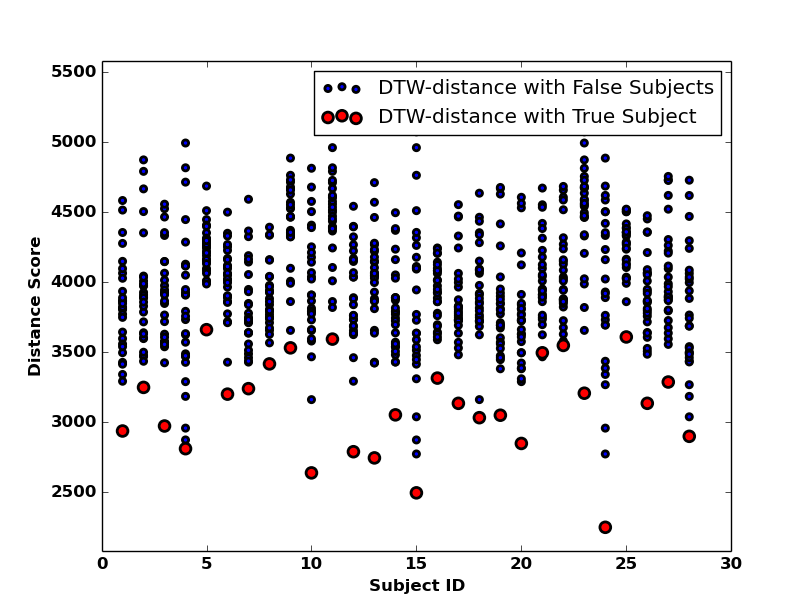 5500
5000
4500
4000
3500
3000
2500
Distance Score
DTW-distance with False Subjects
DTW-distance with True Subject
0 5 10 15 20 25 30
Subject ID